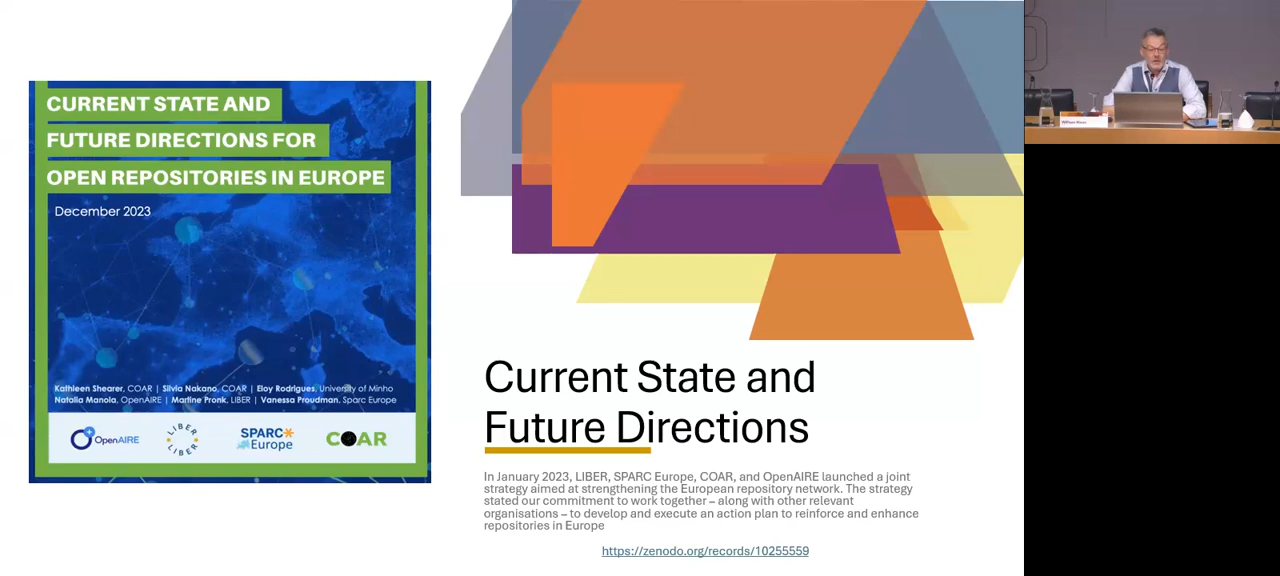 CURRENT STATE AND
FUTURE DIRECTIONS FOR
OPEN REPOSITORIES IN EUROPE
December 2023
Kathleen Shearer, COAR | Silvia Nakano, COAR | Eloy Rodrigues, University of Minho
Natalia Manola, OpenAIRE | Martine Pronk, LIBER | Vanessa Proudman, Sparc Europe
OpenAIRE
LIBER
LIBER
SPARC
Europe
COAR
Current State and
Future Directions
In January 2023, LIBER, SPARC Europe, COAR, and OpenAIRE launched a joint
strategy aimed at strengthening the European repository network. The strategy
stated our commitment to work together – along with other relevant
organisations – to develop and execute an action plan to reinforce and enhance
repositories in Europe
https://zenodo.org/records/10255559